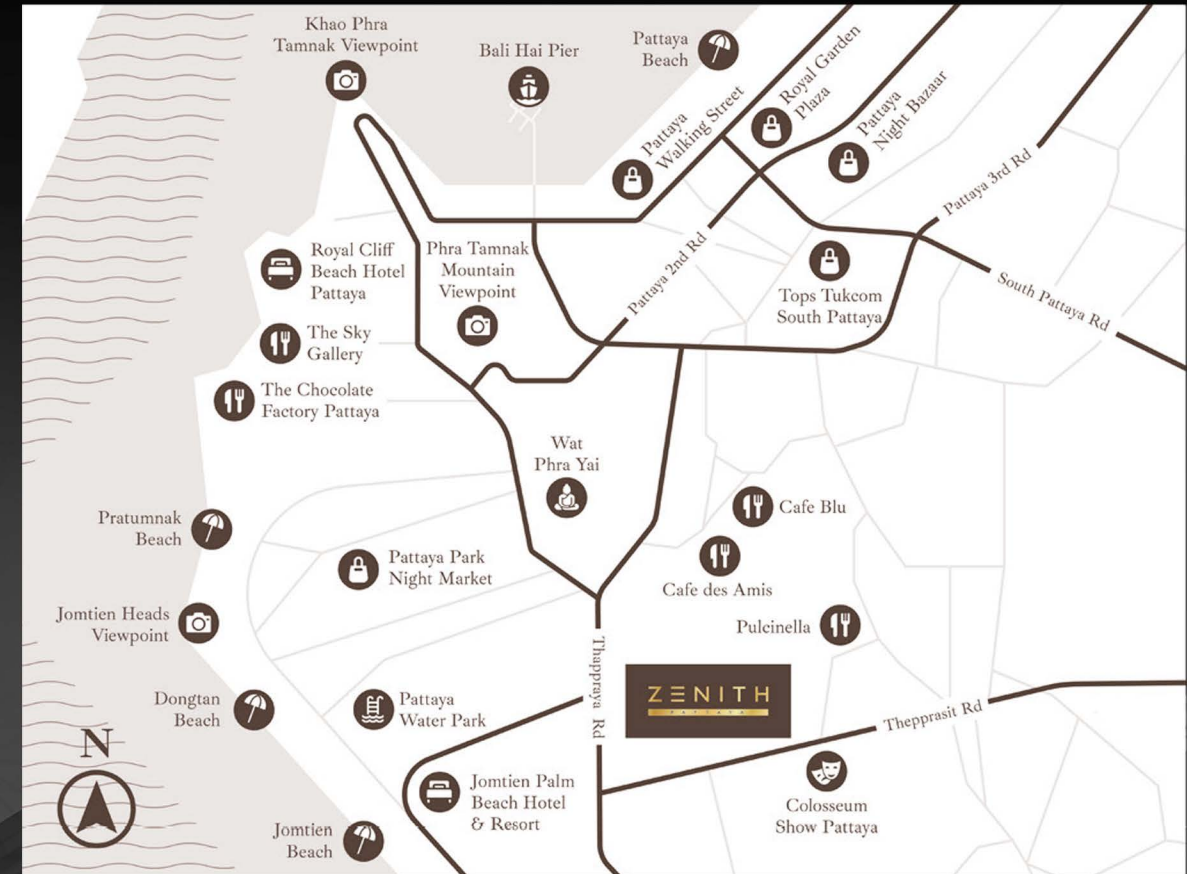 Khao Phra
Tamnak Viewpoint
Bali Hai Pier
Pattaya
Beach
Royal Garden
Plaza
Pattaya
Walking Street
Pattaya
Night Bazaar
Pattaya 3rd Rd
Royal Cliff
Beach Hotel
Pattaya
Phra Tamnak
Mountain
Viewpoint
Pattaya 2nd Rd
Tops Tukcom
South Pattaya
South Pattaya Rd
The Sky
Gallery
The Chocolate
Factory Pattaya
Wat
Phra Yai
Cafe Blu
Pratumnak
Beach
Pattaya Park
Night Market
Cafe des Amis
Jomtien Heads
Viewpoint
Pulcinella
Thappraya Rd
ZENITH
PATTAYA
Dongtan
Beach
Pattaya
Water Park
Thepprasit Rd
N
Jomtien Palm
Beach Hotel
& Resort
Colosseum
Show Pattaya
Jomtien
Beach